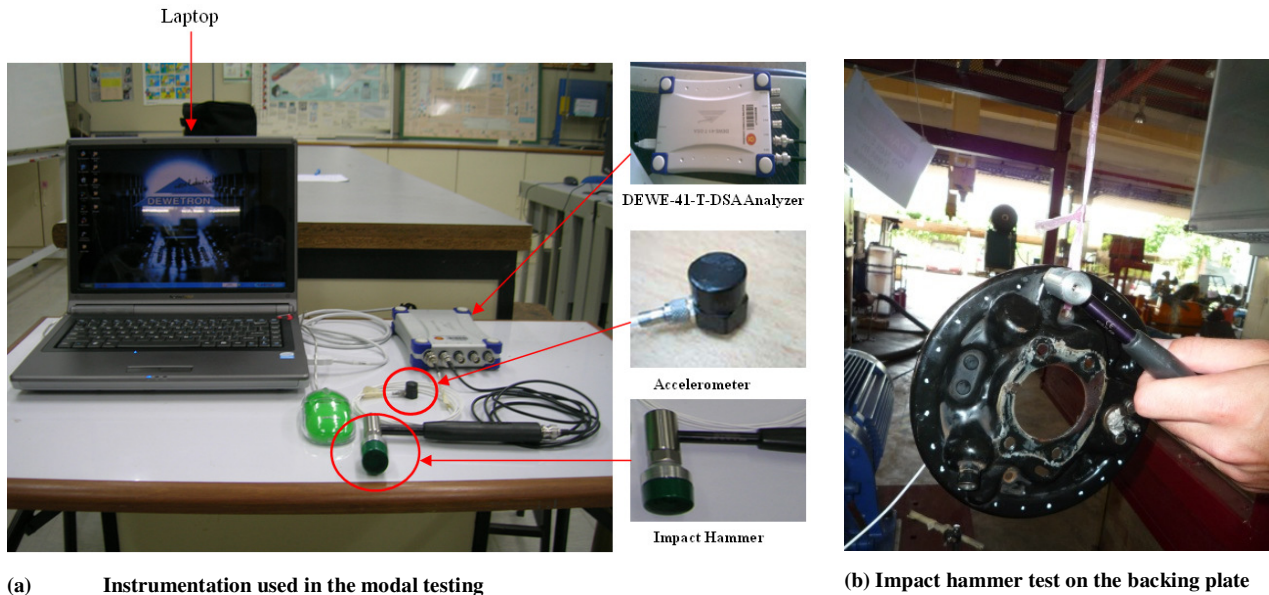 Laptop
DEWETRON
DEWE-41-T-DSA Analyzer
Accelerometer
Impact Hammer
(a) Instrumentation used in the modal testing
(b) Impact hammer test on the backing plate